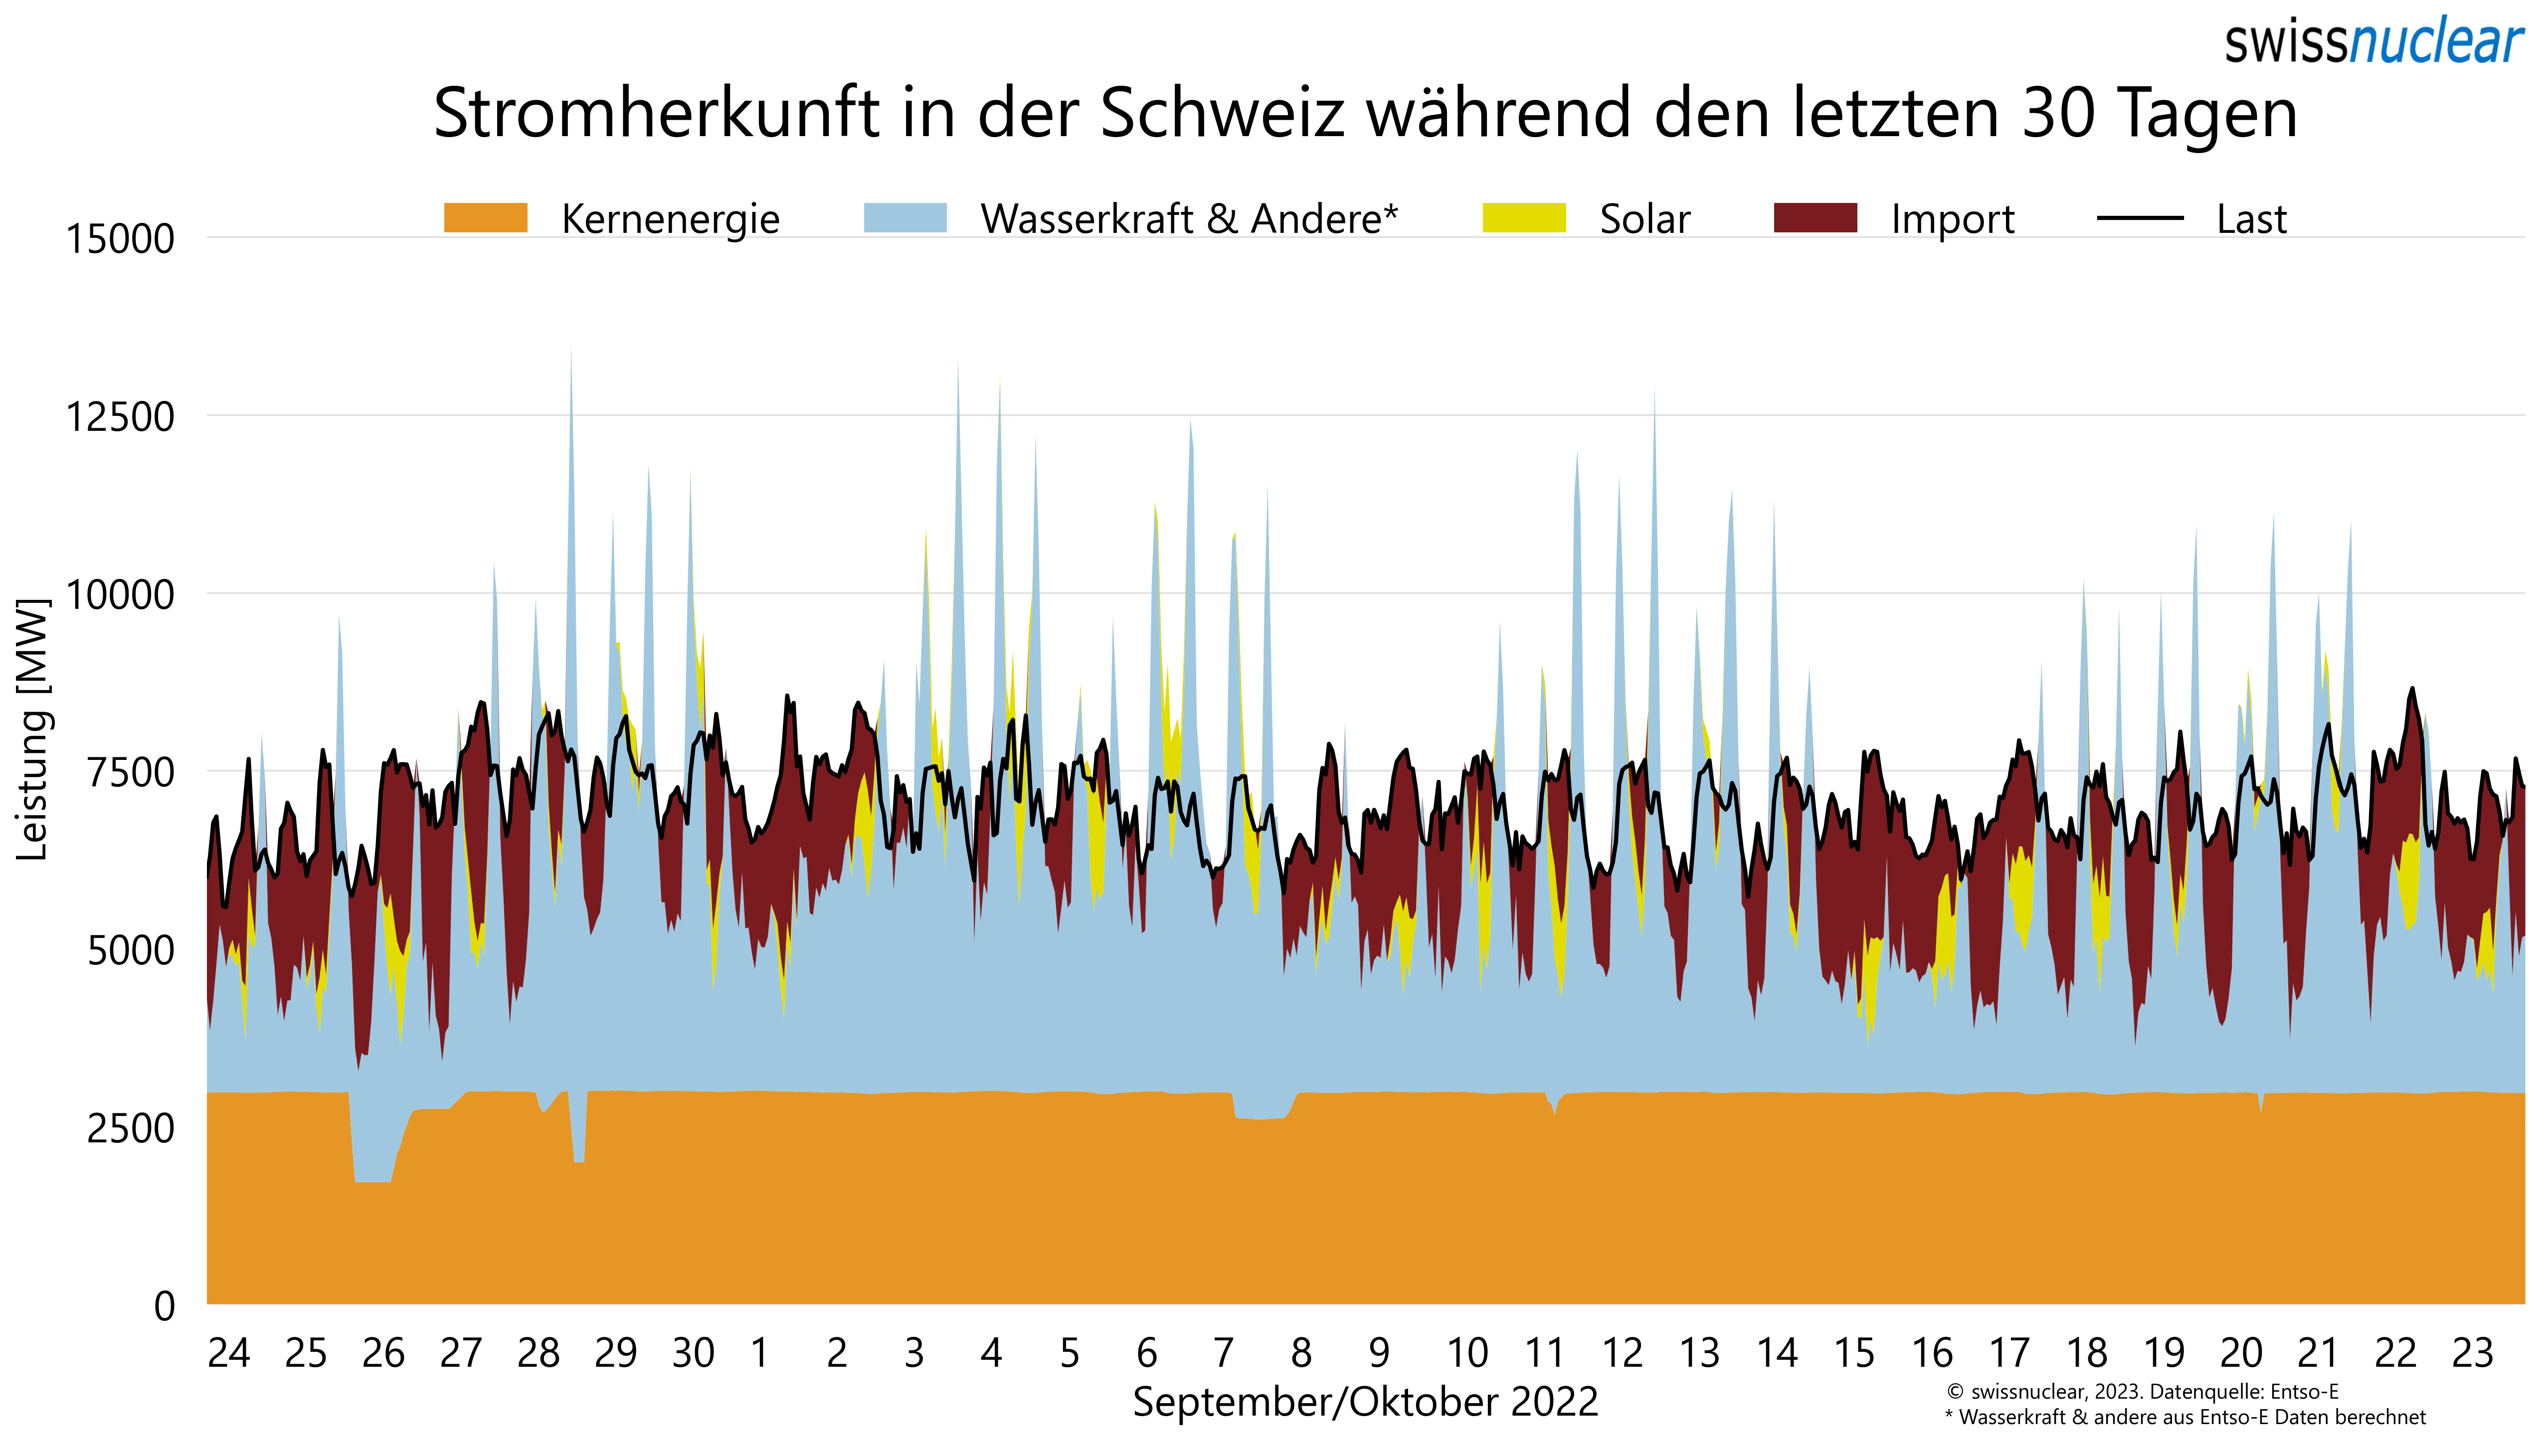 swissnuclear
Stromherkunft in der Schweiz während den letzten 30 Tagen
Kernenergie Wasserkraft & Andere* Solar Import Last
15000
12500
10000
7500
5000
2500
0
Leistung [MW]
24 25 26 27 28 29 30 1 2 3 4 5 6 7 8 9 10 11 12 13 14 15 16 17 18 19 20 21 22 23
September/Oktober 2022
© swissnuclear, 2023. Datenquelle: Entso-E
* Wasserkraft & andere aus Entso-E Daten berechnet